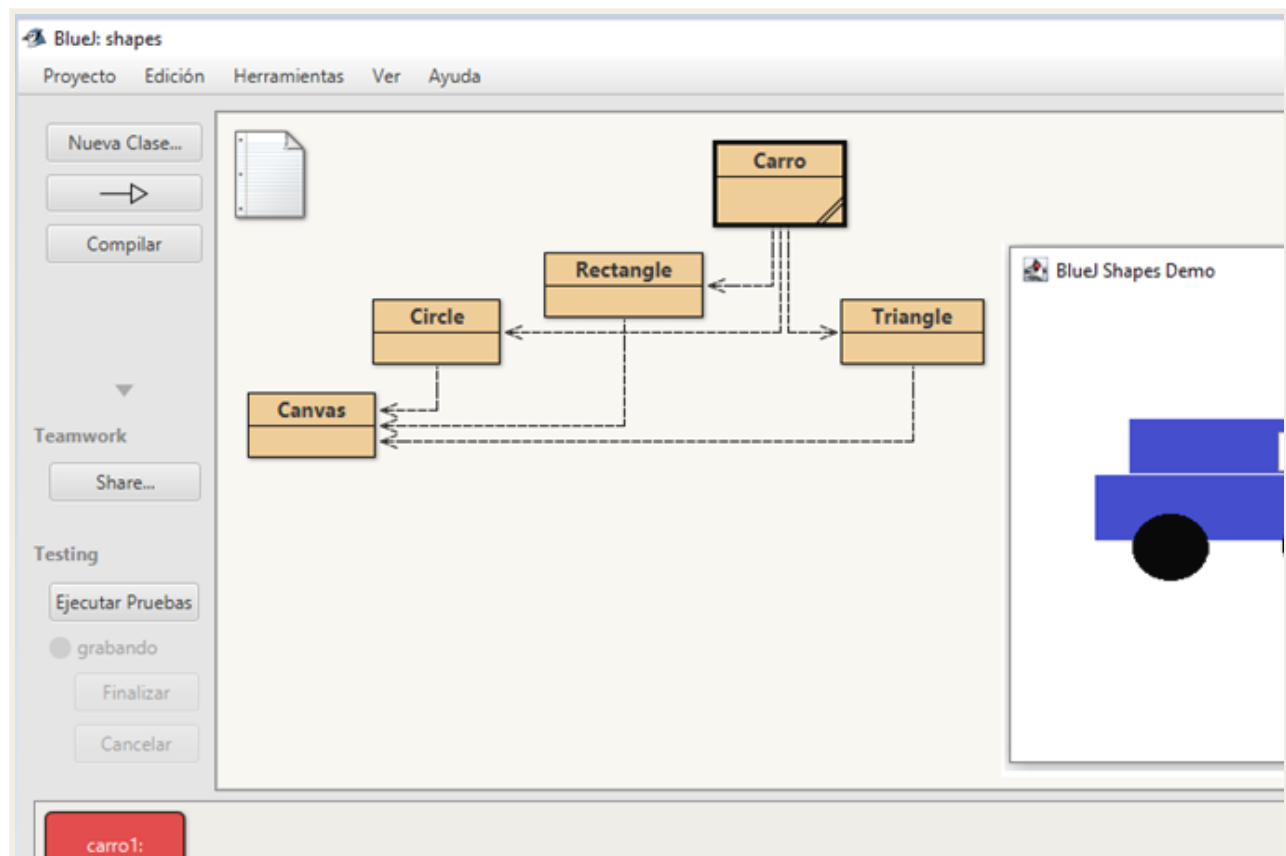 BlueJ: shapes
Proyecto Edición Herramientas Ver Ayuda
Nueva Clase...
Compilar
Teamwork
Share...
Testing
Ejecutar Pruebas
grabando
Finalizar
Cancelar
Carro
Rectangle
Circle
Triangle
Canvas
BlueJ Shapes Demo
carro1: